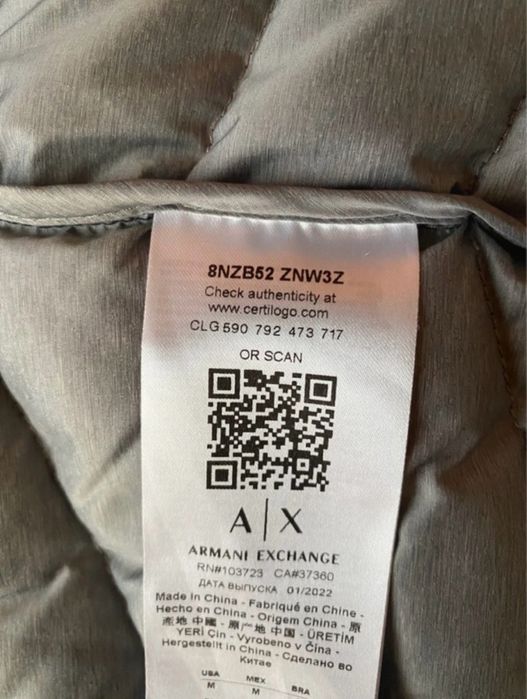 8NZB52 ZNW3Z
Check authenticity at
www.certilogo.com
CLG 590 792 473 717
OR SCAN
A|X
ARMANI EXCHANGE
RN#103723 CA#37360
ДАТА ВЫПУСКА 01/2022
Made in China - Fabriqué en Chine -
Hecho en China - Origem China - 原
產地 中國 - 原产地 中国 - ÜRETİM
YERİ Çin - Vyrobeno v Čína -
Hergestellt in China - Сделано во
Китае
USA MEX BRA
M M